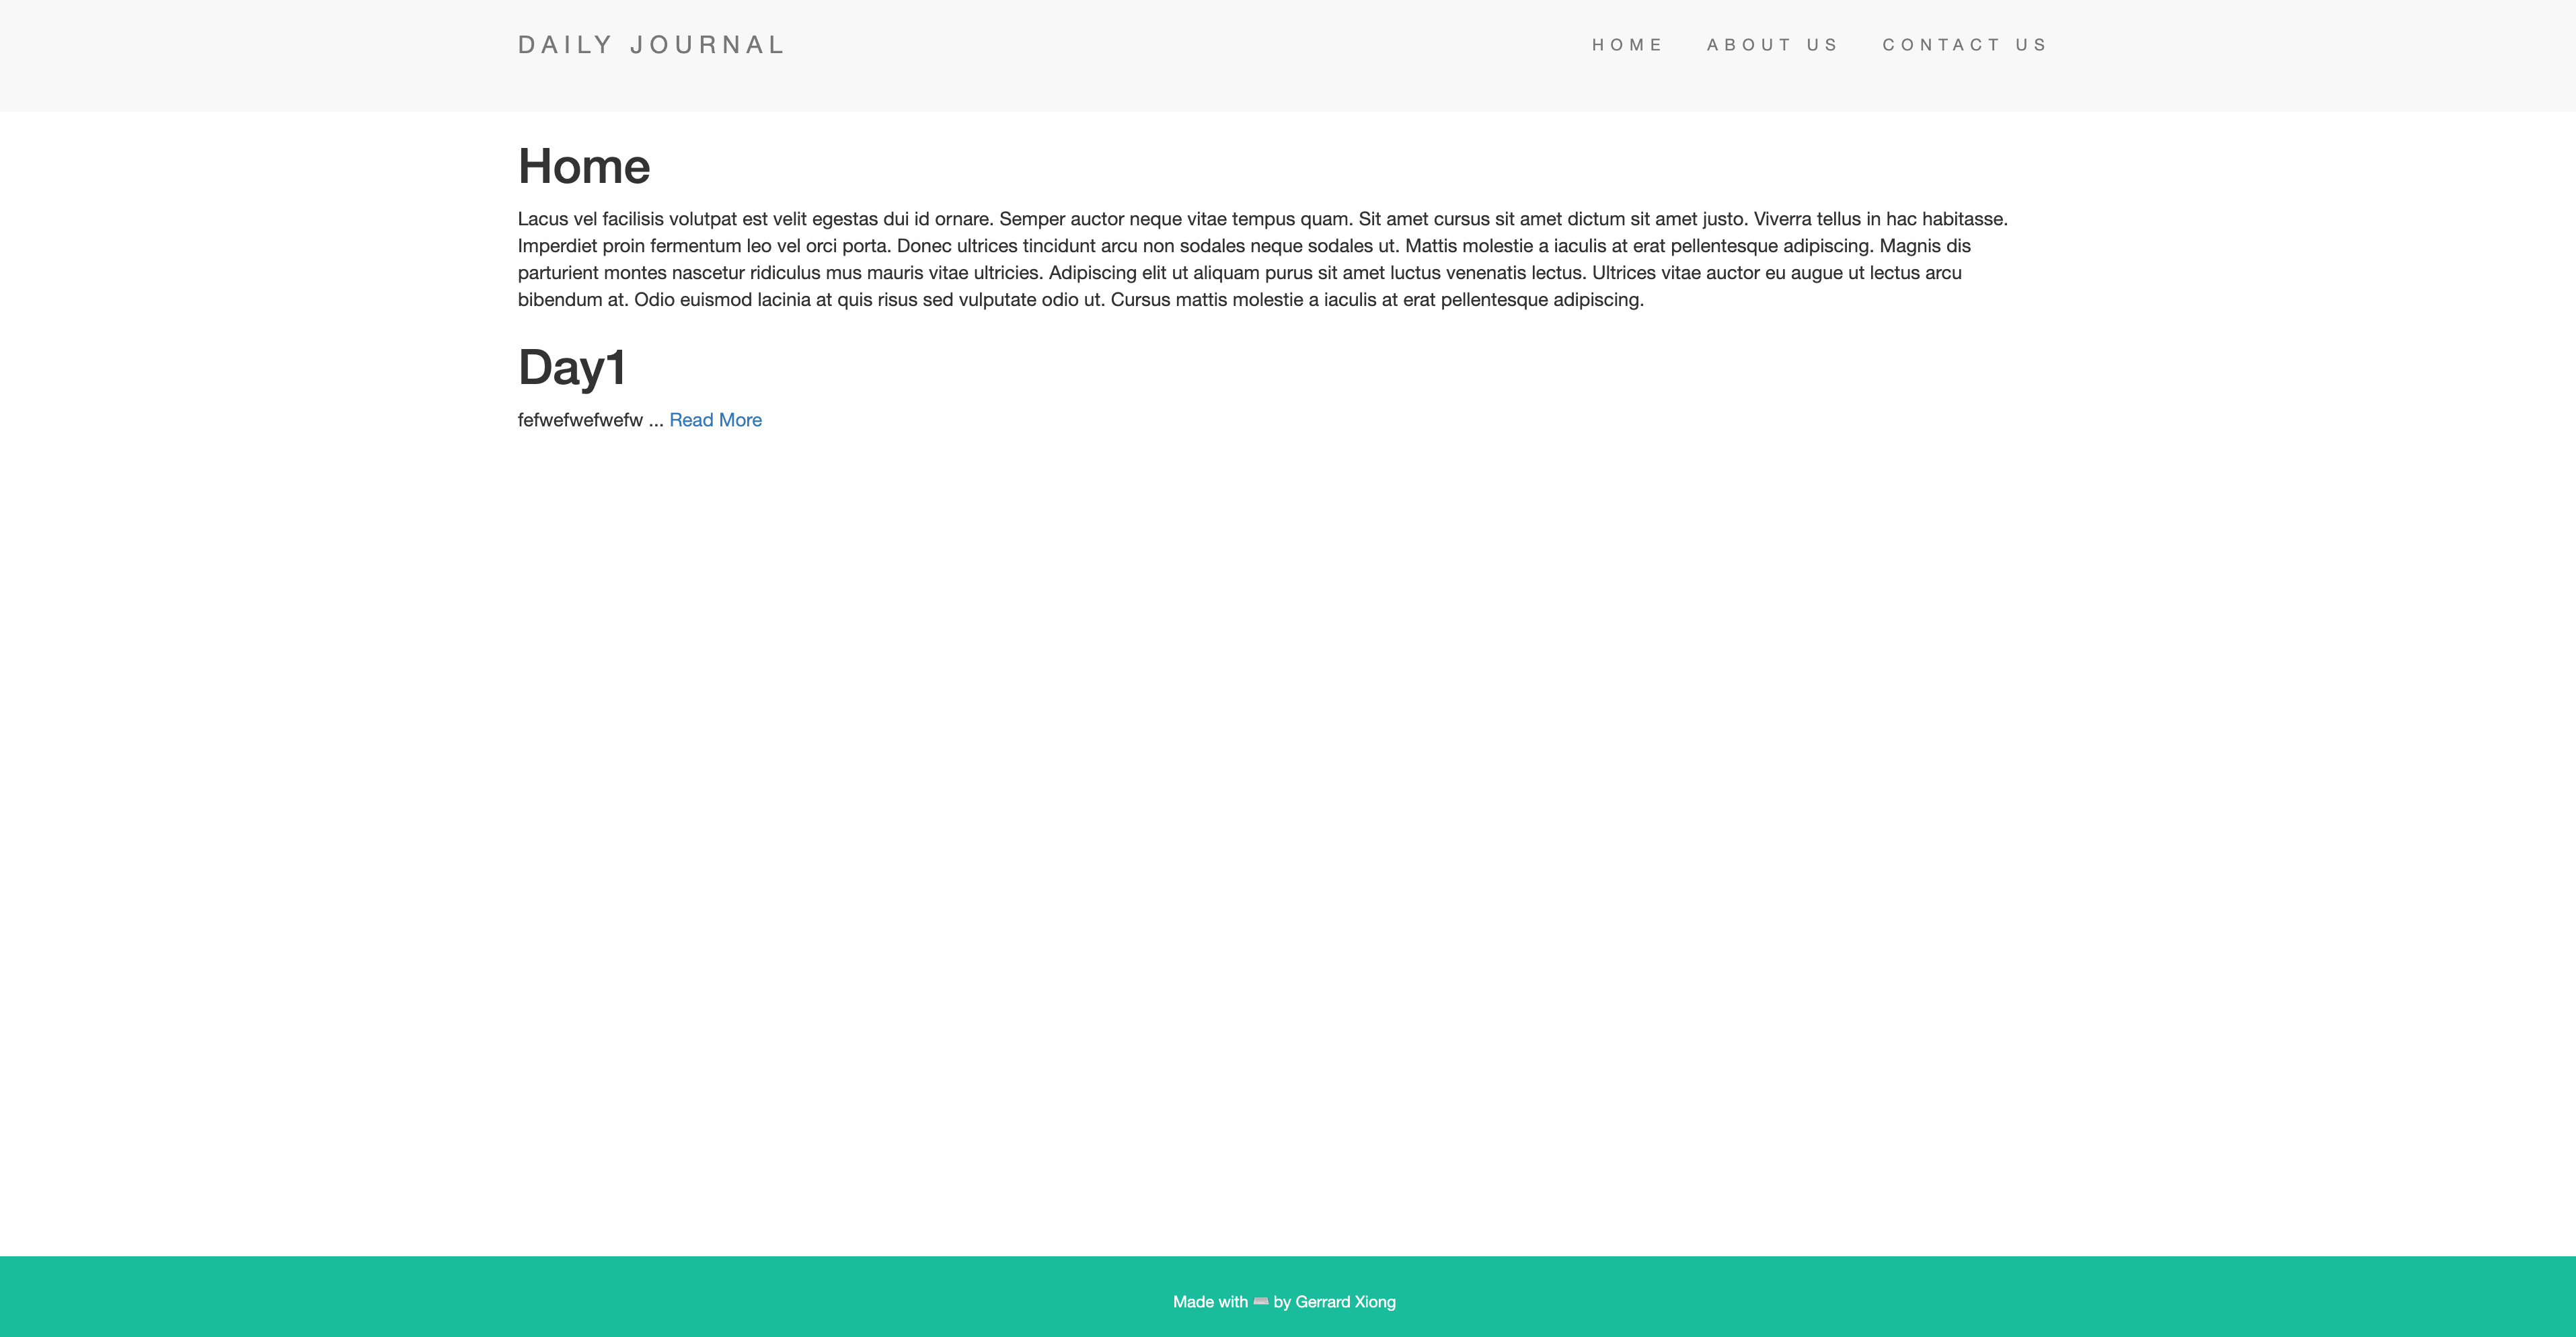 DAILY JOURNAL
HOME ABOUT US CONTACT US
Home
Lacus vel facilisis volutpat est velit egestas dui id ornare. Semper auctor neque vitae tempus quam. Sit amet cursus sit amet dictum sit amet justo. Viverra tellus in hac habitasse.
Imperdiet proin fermentum leo vel orci porta. Donec ultrices tincidunt arcu non sodales neque sodales ut. Mattis molestie a iaculis at erat pellentesque adipiscing. Magnis dis
parturient montes nascetur ridiculus mus mauris vitae ultricies. Adipiscing elit ut aliquam purus sit amet luctus venenatis lectus. Ultrices vitae auctor eu augue ut lectus arcu
bibendum at. Odio euismod lacinia at quis risus sed vulputate odio ut. Cursus mattis molestie a iaculis at erat pellentesque adipiscing.
Day1
fefwefwefwefw ... Read More
Made with ⌨️ by Gerrard Xiong